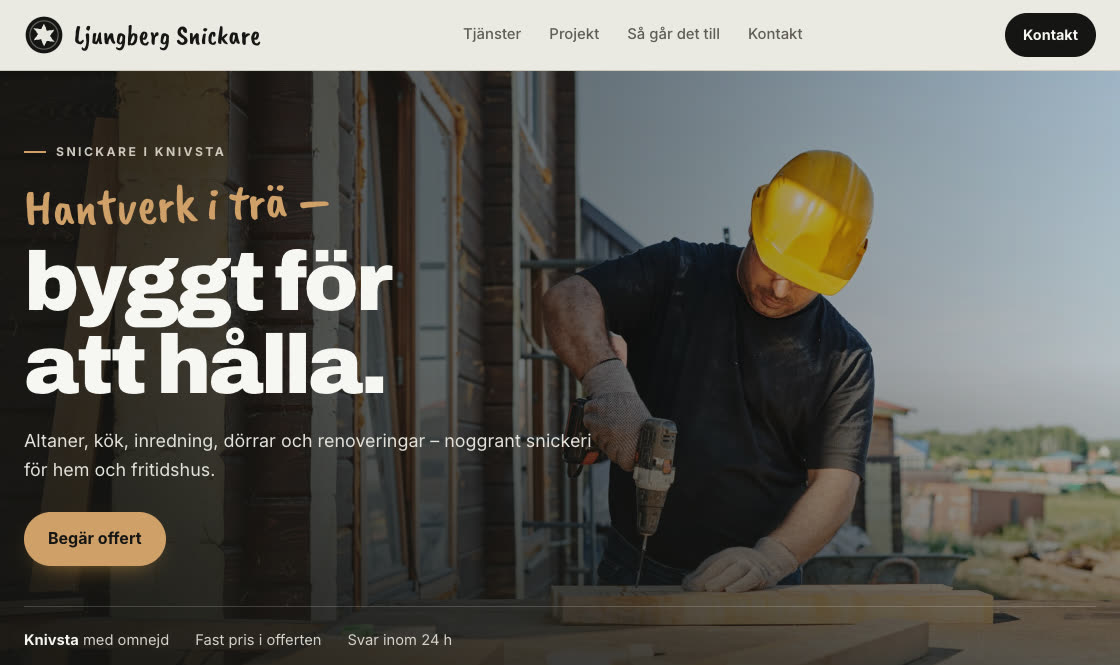 Ljungberg Snickare
Tjänster
Projekt
Så går det till
Kontakt
Kontakt
SNICKARE I KNIVSTA
Hantverk i trä –
byggt för
att hålla.
Altaner, kök, inredning, dörrar och renoveringar – noggrant snickeri
för hem och fritidshus.
Begär offert
Knivsta med omnejd
Fast pris i offerten
Svar inom 24 h